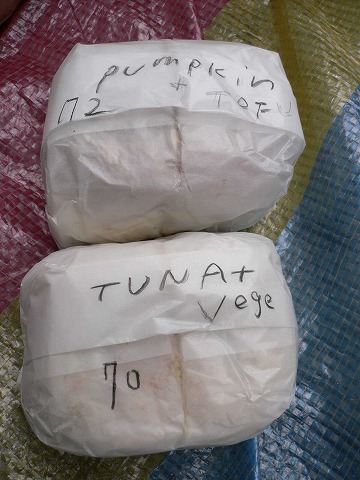 pumpkin
72 + TOFU
TUNA+
Vege
70